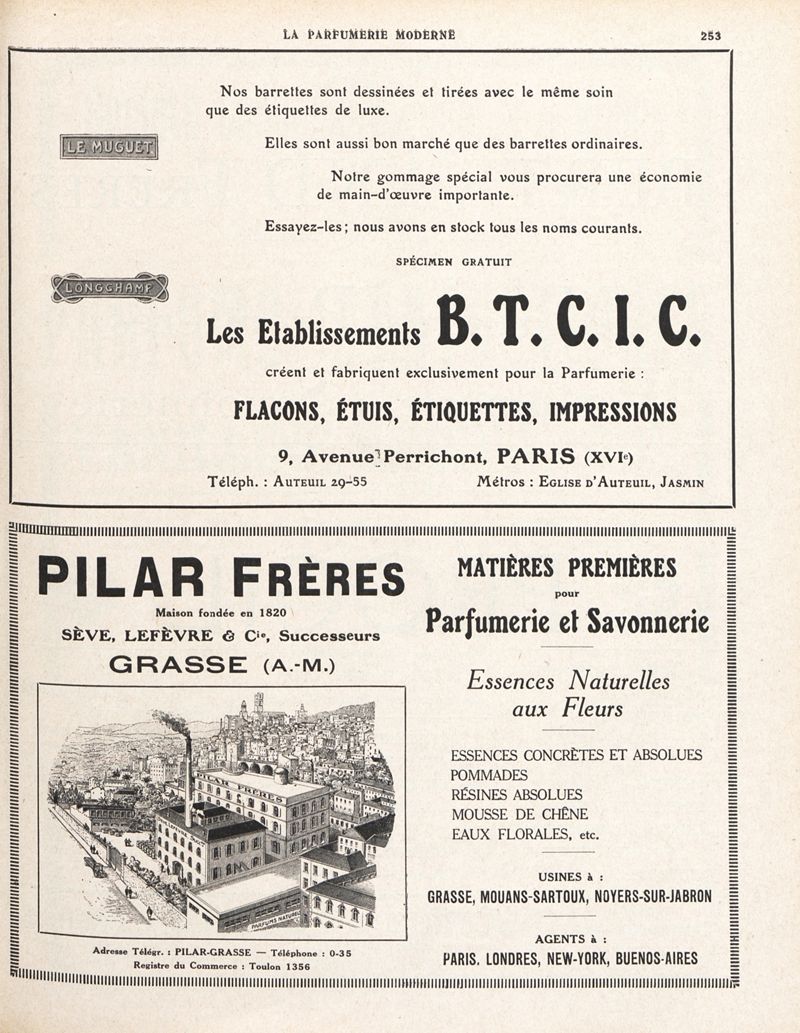 LA PARFUMERIE MODERNE
253
Nos barrettes sont dessinées et tirées avec le même soin
que des étiquettes de luxe.
LE MUGUET
Elles sont aussi bon marché que des barrettes ordinaires.
Notre gommage spécial vous procurera une économie
de main-d'œuvre importante.
Essayez-les; nous avons en stock tous les noms courants.
SPÉCIMEN GRATUIT
LONGCHAMP
Les Etablissements B. T. C. I. C.
créent et fabriquent exclusivement pour la Parfumerie :
FLACONS, ÉTUIS, ÉTIQUETTES, IMPRESSIONS
9, Avenue Perrichont, PARIS (XVIe)
Téléph. : AUTEUIL 29-55
Métros : EGLISE D'AUTEUIL, JASMIN
PILAR FRÈRES
Maison fondée en 1820
SÈVE, LEFÈVRE & Cie, Successeurs
GRASSE (A.-M.)
PILAR FRÈRES
PARFUMS NATUREL
Adresse Télégr. : PILAR-GRASSE — Téléphone : 0-35
Registre du Commerce : Toulon 1356
MATIÈRES PREMIÈRES
pour
Parfumerie et Savonnerie
Essences Naturelles
aux Fleurs
ESSENCES CONCRÈTES ET ABSOLUES
POMMADES
RÉSINES ABSOLUES
MOUSSE DE CHÊNE
EAUX FLORALES, etc.
USINES à :
GRASSE, MOUANS-SARTOUX, NOYERS-SUR-JABRON
AGENTS à :
PARIS. LONDRES, NEW-YORK, BUENOS-AIRES